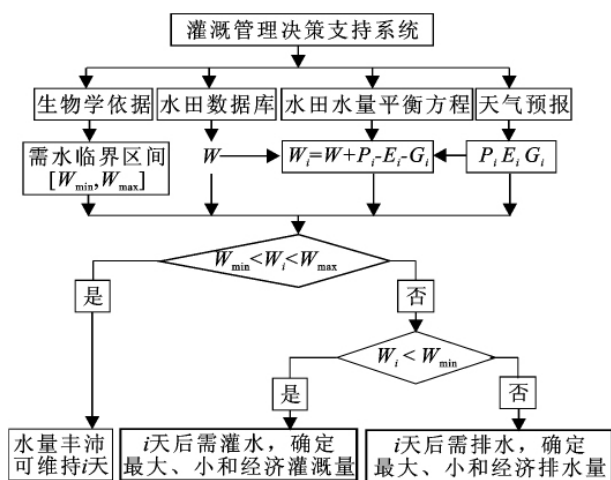 灌溉管理决策支持系统
生物学依据
水田数据库
水田水量平衡方程
天气预报
需水临界区间
[Wmin,Wmax]
W
Wi=W+Pi-Ei-Gi
Pi Ei Gi
Wmin<Wi<Wmax
是
否
Wi<Wmin
是
否
水量丰沛
可维持i天
i天后需灌水，确定
最大、小和经济灌溉量
i天后需排水，确定
最大、小和经济排水量